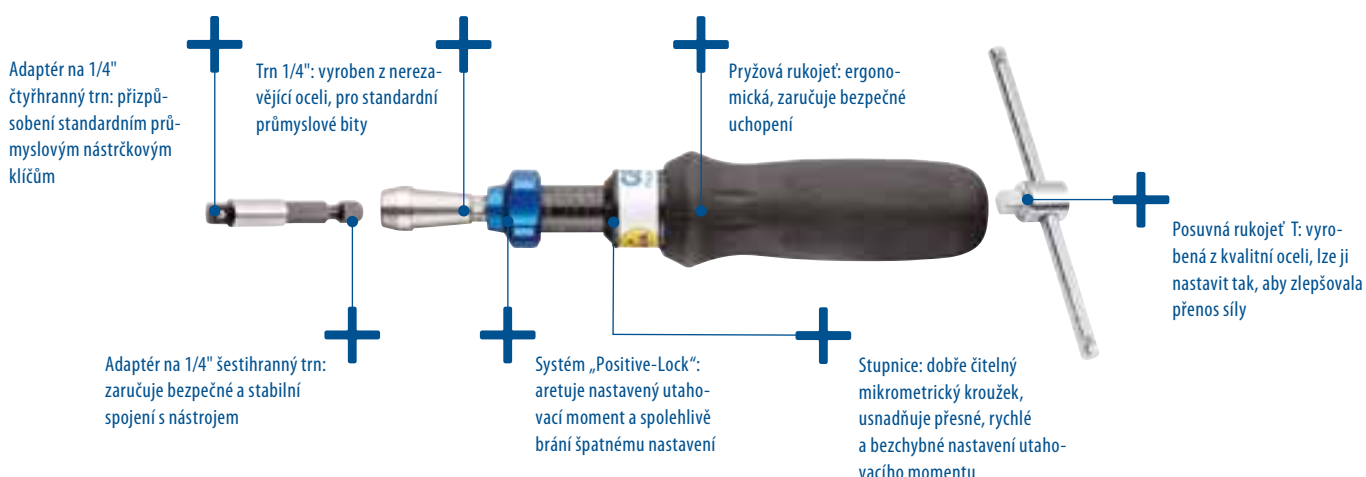 Adaptér na 1/4"
čtyřhranný trn: přizpů-
sobení standardním prů-
myslovým nástrčkovým
klíčům
Trn 1/4": vyroben z nereza-
vějící oceli, pro standardní
průmyslové bity
Pryžová rukojeť: ergono-
mická, zaručuje bezpečné
uchopení
Posuvná rukojeť T: vyro-
bená z kvalitní oceli, lze ji
nastavit tak, aby zlepšovala
přenos síly
Adaptér na 1/4" šestihranný trn:
zaručuje bezpečné a stabilní
spojení s nástrojem
Systém „Positive-Lock“:
aretuje nastavený utaho-
vací moment a spolehlivě
brání špatnému nastavení
Stupnice: dobře čitelný
mikrometrický kroužek,
usnadňuje přesné, rychlé
a bezchybné nastavení utaho-
vacího momentu